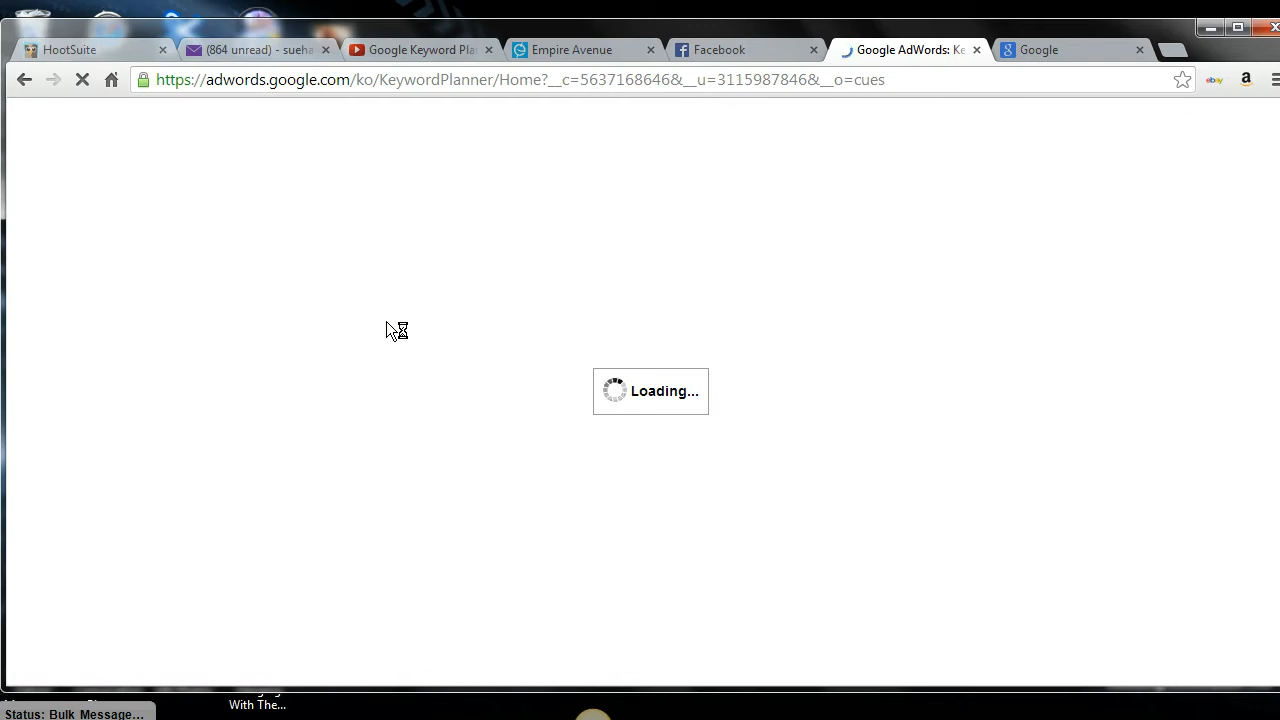 HootSuite
(864 unread) - sueha
Google Keyword Pla
Empire Avenue
Facebook
Google AdWords: Ke
Google
https://adwords.google.com/ko/KeywordPlanner/Home?__c=5637168646&__u=3115987846&__o=cues
ebay
a
Loading...
With The...
Status: Bulk Message...